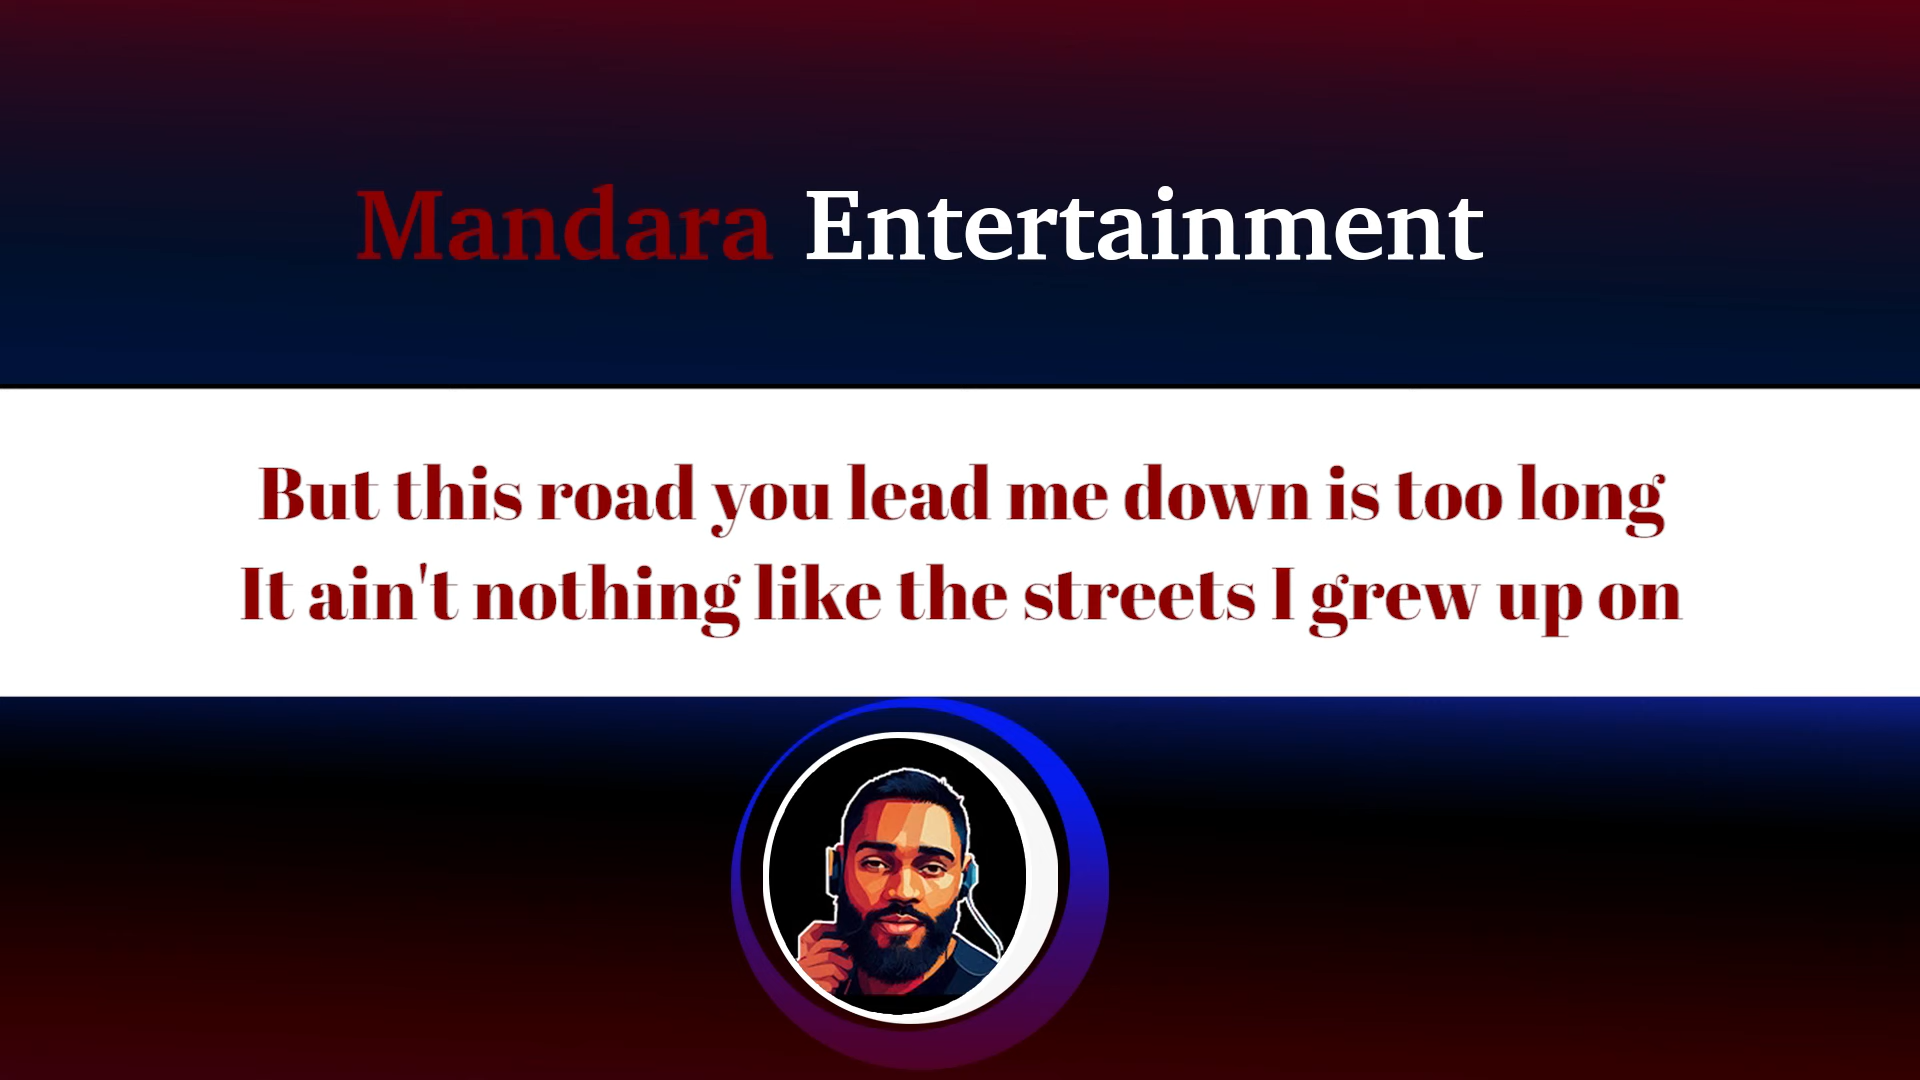 Mandara Entertainment
But this road you lead me down is too long
It ain't nothing like the streets I grew up on